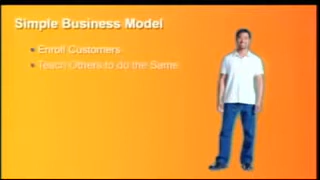 Simple Business Model
Enroll Customers
Teach Others to do the Same